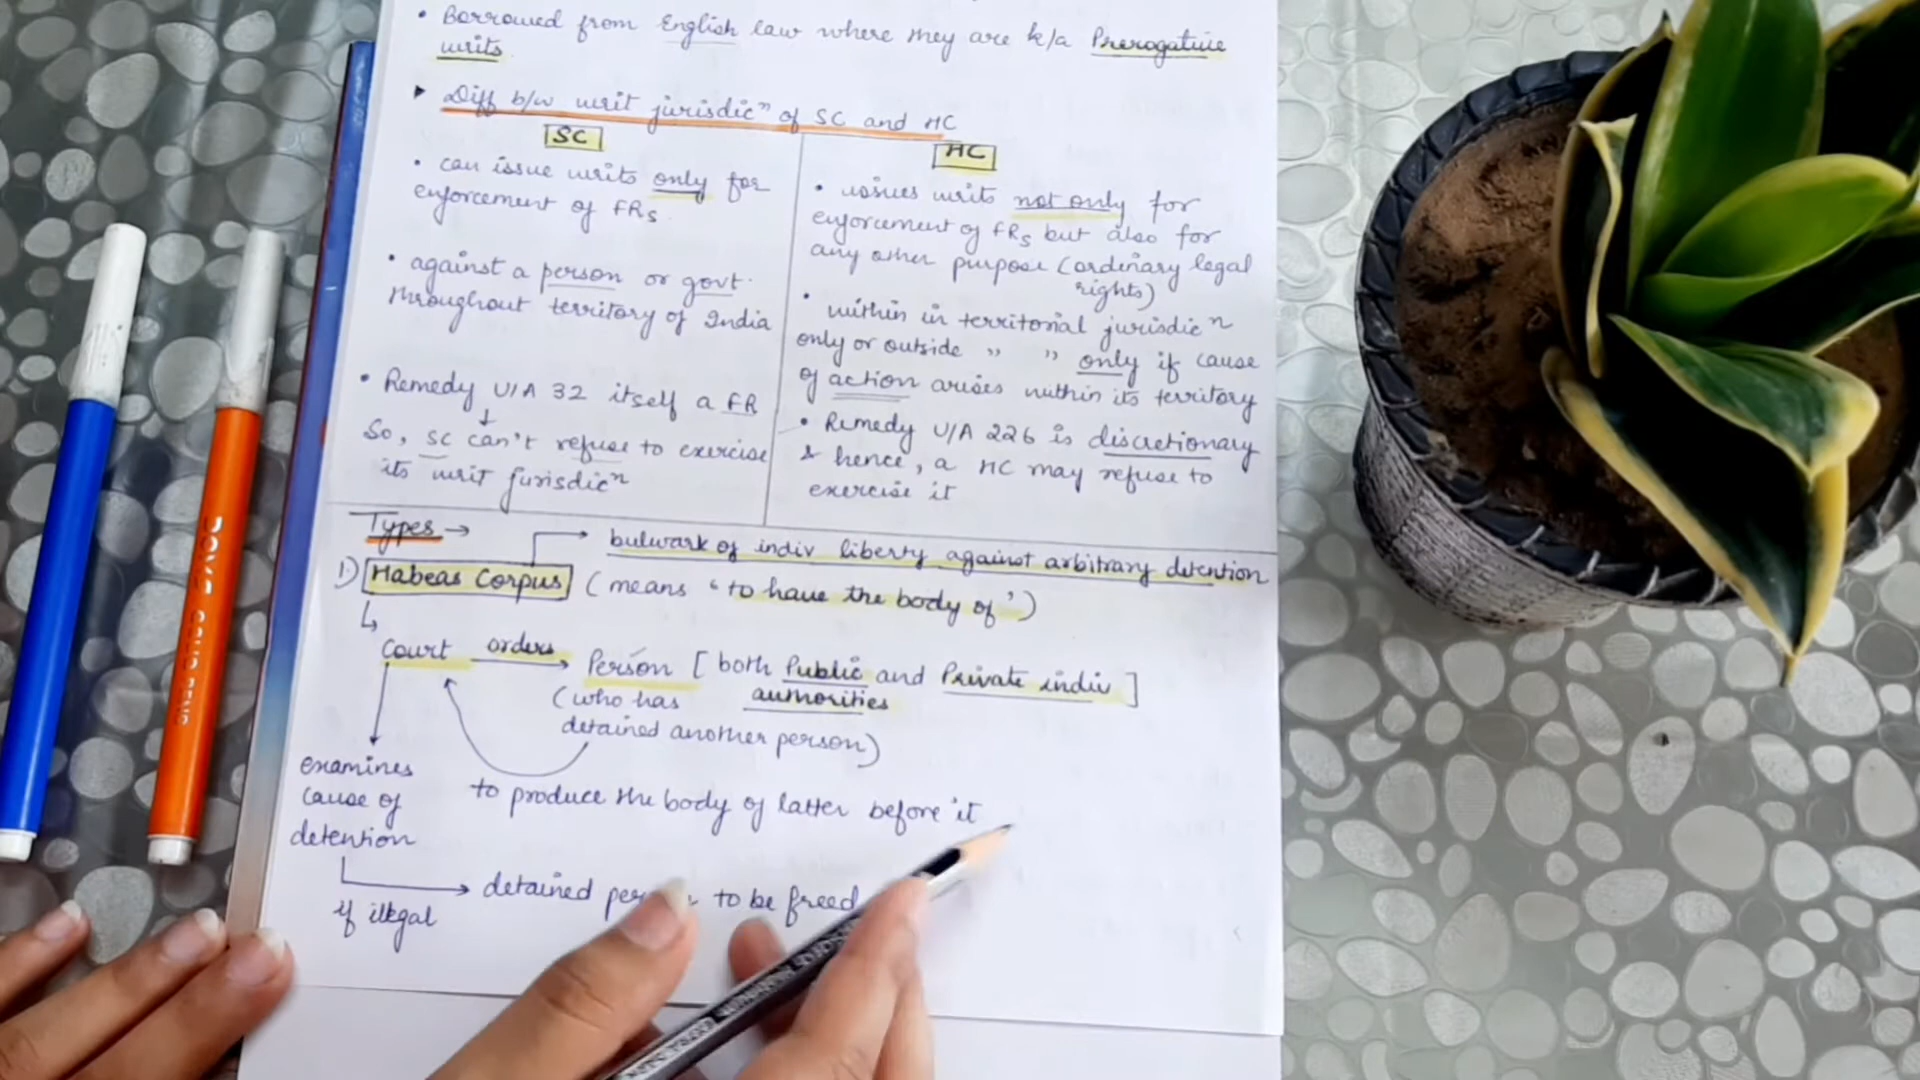 • Borrowed from English law where they are k/a Prerogative
writs
▸ Diff b/w writ jurisdicⁿ of SC and HC
SC
• can issue writs only for
enforcement of FRs
• against a person or govt.
throughout territory of India
• Remedy U/A 32 itself a FR
↓
So, SC can't refuse to exercise
its writ jurisdicⁿ
HC
• issues writs not only for
enforcement of FRs but also for
any other purpose (ordinary legal
rights)
• within in territorial jurisdicⁿ
only or outside " " only if cause
of action arises within its territory
• Remedy U/A 226 is discretionary
& hence, a HC may refuse to
exercise it
Types →
→ bulwark of indiv liberty against arbitrary detention
1) Habeas Corpus (means 'to have the body of')
Court orders → Person [both Public and Private indiv]
authorities
(who has
detained another person)
to produce the body of latter before it
examines
cause of
detention
if illegal
→ detained to be freed